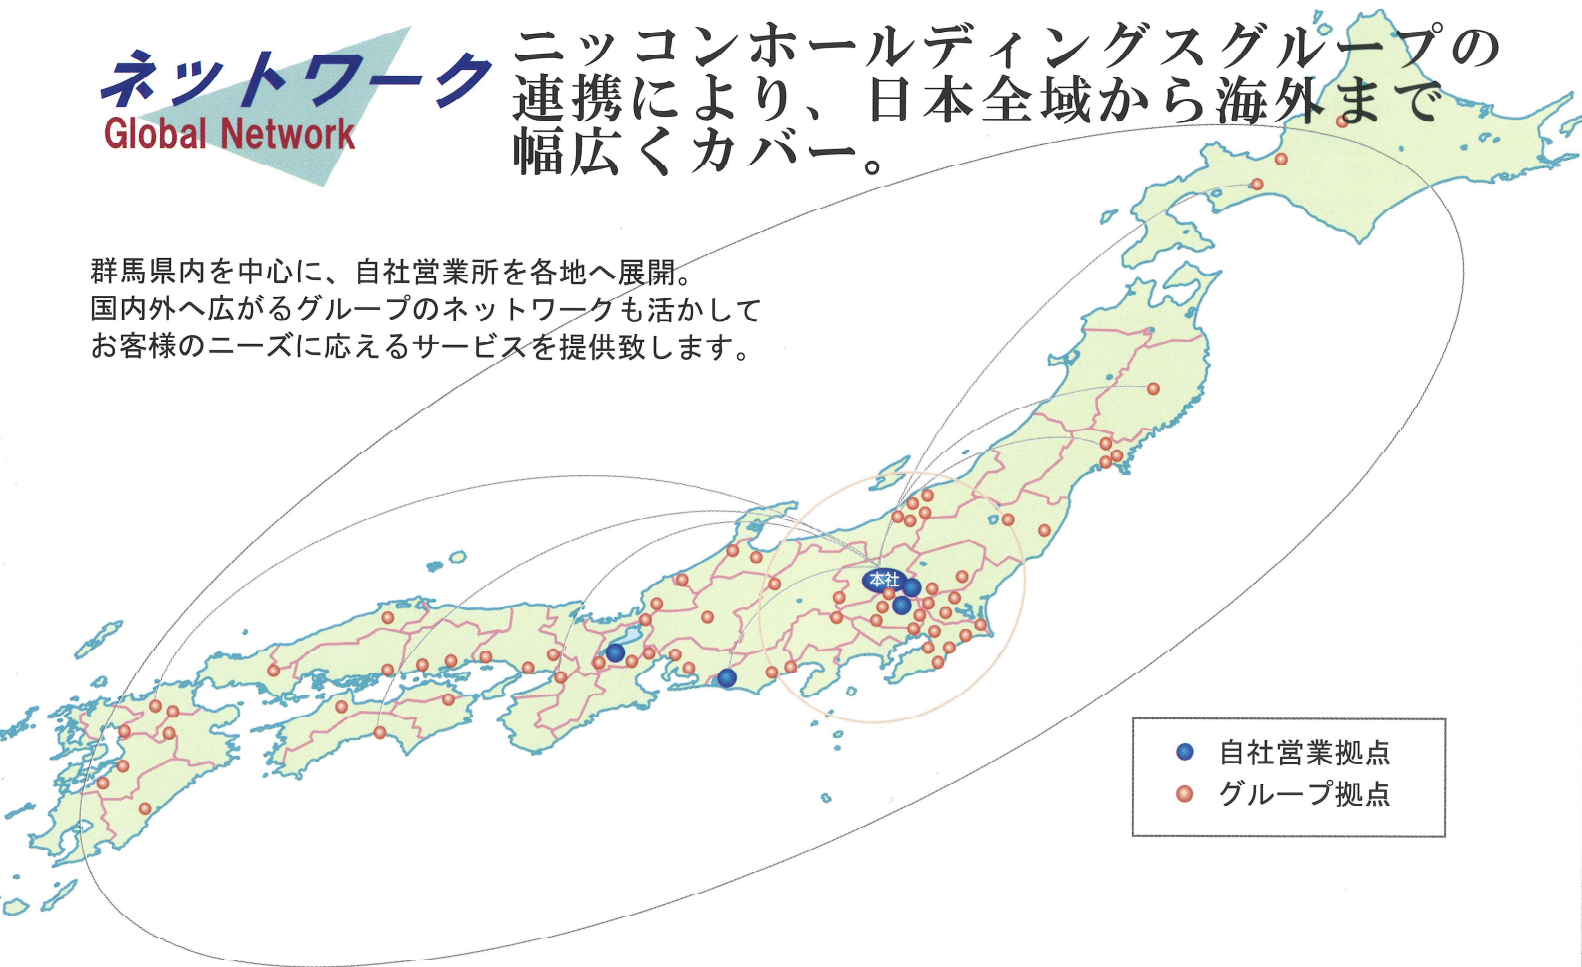 ネットワーク
Global Network
ニッコンホールディングスグループの
連携により、日本全域から海外まで
幅広くカバー。
群馬県内を中心に、自社営業所を各地へ展開。
国内外へ広がるグループのネットワークも活かして
お客様のニーズに応えるサービスを提供致します。
本社
自社営業拠点
グループ拠点